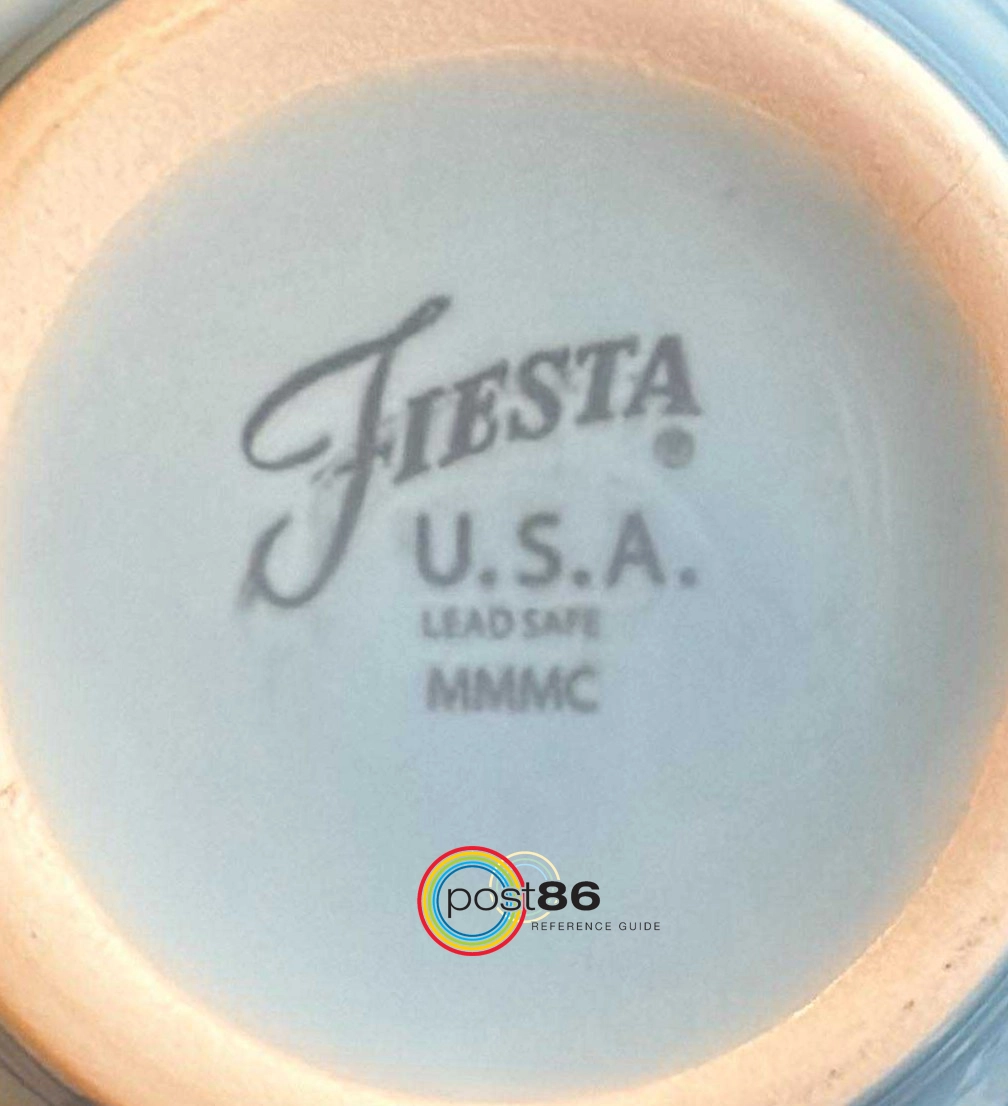 FIESTA
®
U.S.A.
LEAD SAFE
MMMC
post86
REFERENCE GUIDE